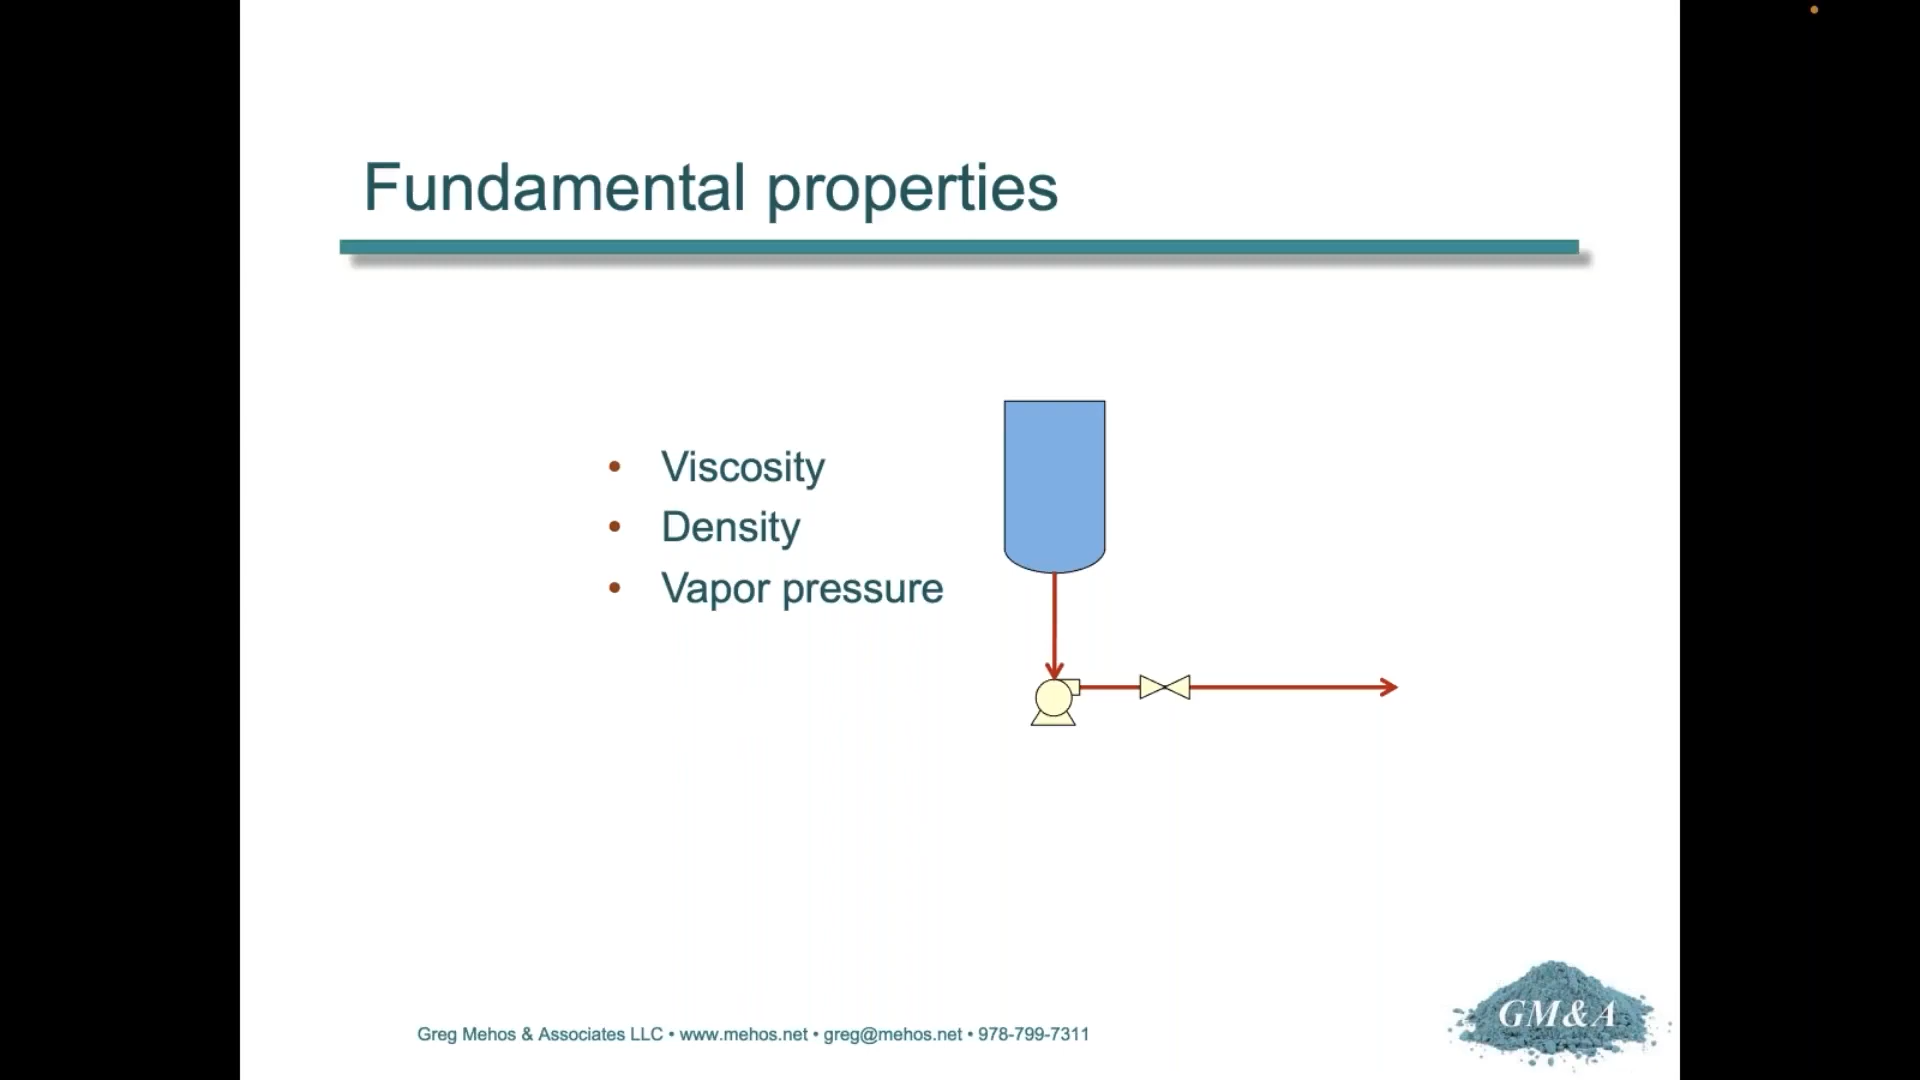 Fundamental properties
• Viscosity
• Density
• Vapor pressure
Greg Mehos & Associates LLC • www.mehos.net • greg@mehos.net • 978-799-7311
GM&A